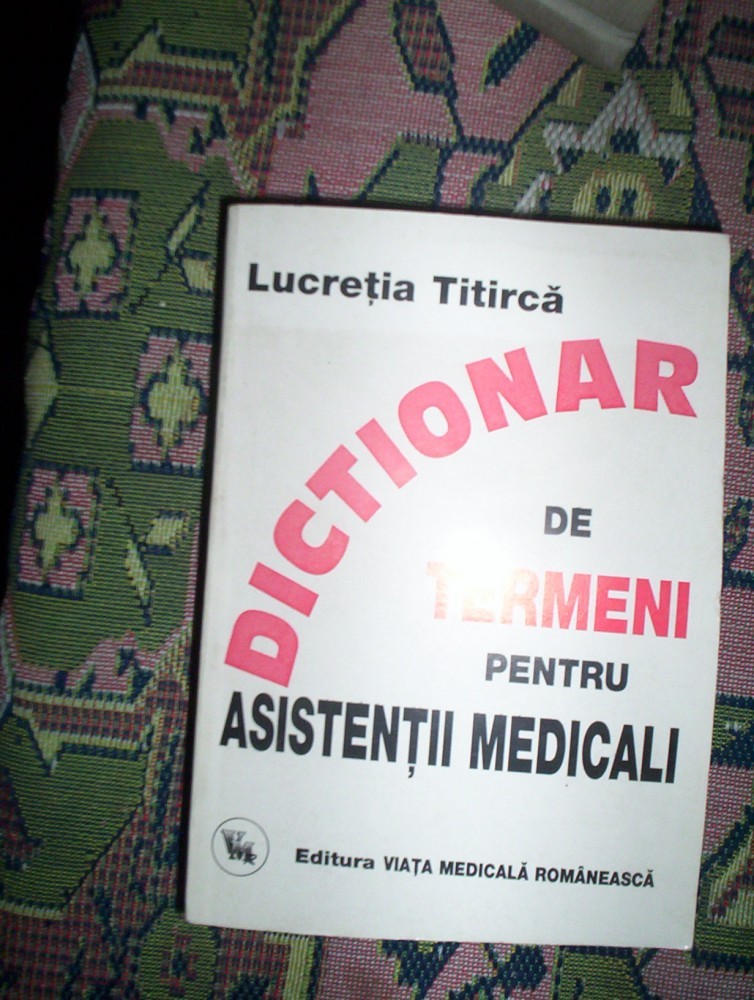 Lucreția Titircă
DICTIONAR
DE
TERMENI
PENTRU
ASISTENȚII MEDICALI
Editura VIAȚA MEDICALĂ ROMÂNEASCĂ